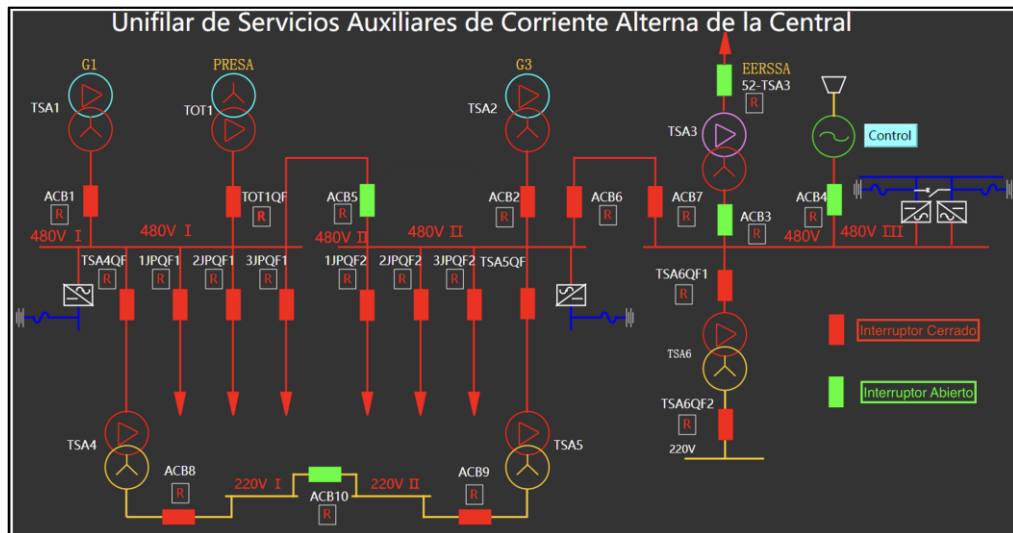 Unifilar de Servicios Auxiliares de Corriente Alterna de la Central
G1
PRESA
G3
EERSSA
52-TSA3
R
TSA1
TOT1
TSA2
TSA3
Control
ACB1
R
TOT1QF
R
ACB5
R
ACB2
R
ACB6
R
ACB7
R
ACB3
R
ACB4
R
480V I
480V I
480V II
480V II
480V
480V III
TSA4QF
R
1JPQF1
R
2JPQF1
R
3JPQF1
R
1JPQF2
R
2JPQF2
R
3JPQF2
R
TSA5QF
TSA6QF1
R
Interruptor Cerrado
TSA6
Interruptor Abierto
TSA6QF2
R
220V
TSA4
TSA5
ACB8
R
220V I
ACB10
R
220V II
ACB9
R